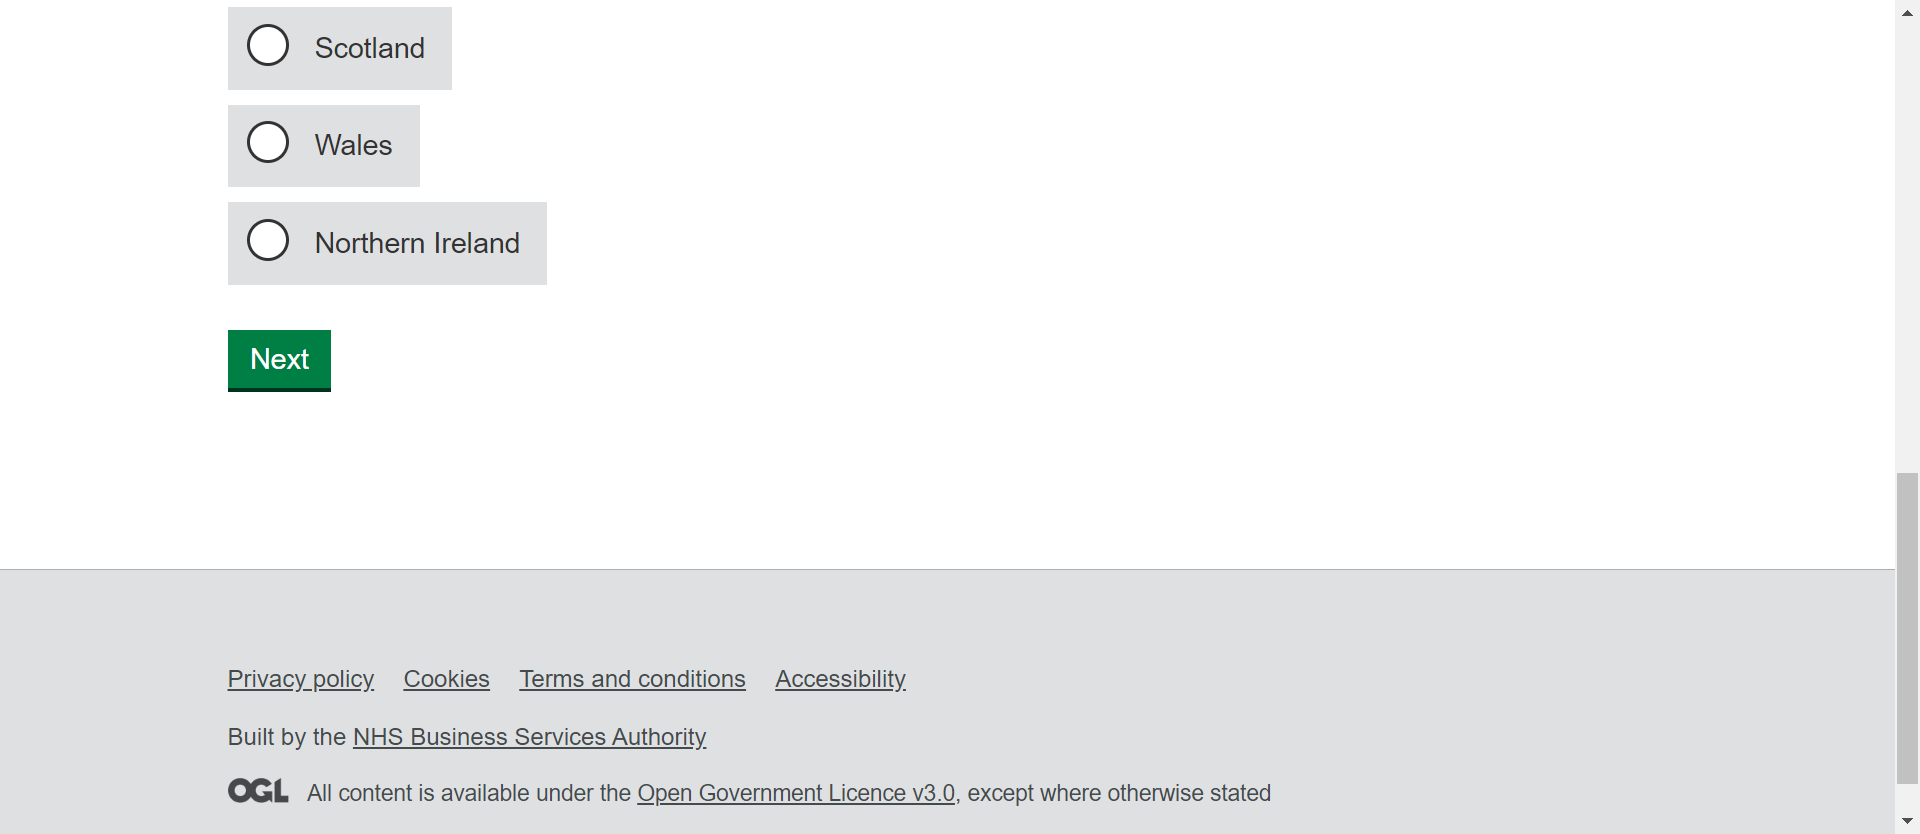 Scotland
Wales
Northern Ireland
Next
Privacy policy Cookies Terms and conditions Accessibility
Built by the NHS Business Services Authority
OGL All content is available under the Open Government Licence v3.0, except where otherwise stated